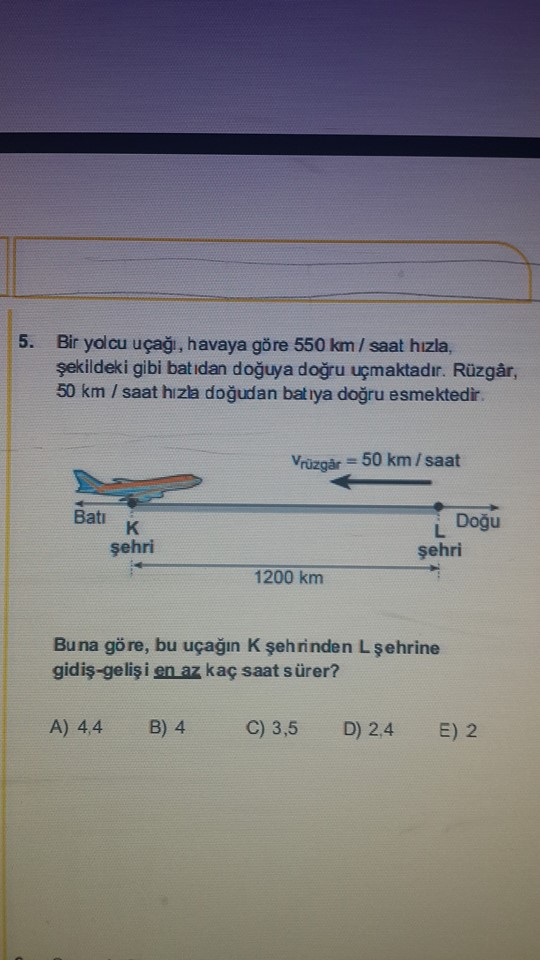 5. Bir yolcu uçağı, havaya göre 550 km / saat hızla,
şekildeki gibi batıdan doğuya doğru uçmaktadır. Rüzgâr,
50 km / saat hızla doğudan batıya doğru esmektedir.
Vrüzgâr = 50 km / saat
Batı
K
şehri
L
şehri
Doğu
1200 km
Buna göre, bu uçağın K şehrinden L şehrine
gidiş-gelişi en az kaç saat sürer?
A) 4,4 B) 4 C) 3,5 D) 2,4 E) 2